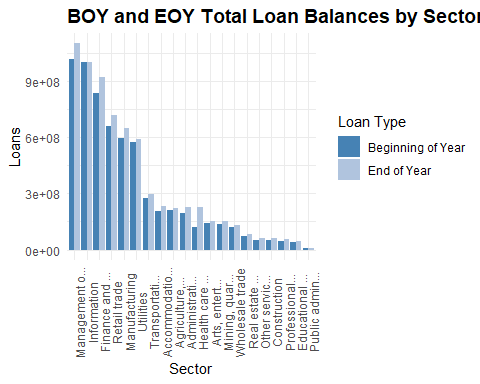 BOY and EOY Total Loan Balances by Sector
Loans
9e+08
6e+08
3e+08
0e+00
Management o...
Information
Finance and ...
Retail trade
Manufacturing
Utilities
Transportati...
Accommodatio...
Agriculture,...
Administrati...
Health care ...
Arts, entert...
Mining, quar...
Wholesale trade
Real estate ...
Other servic...
Construction
Professional...
Educational ...
Public admin...
Sector
Loan Type
Beginning of Year
End of Year